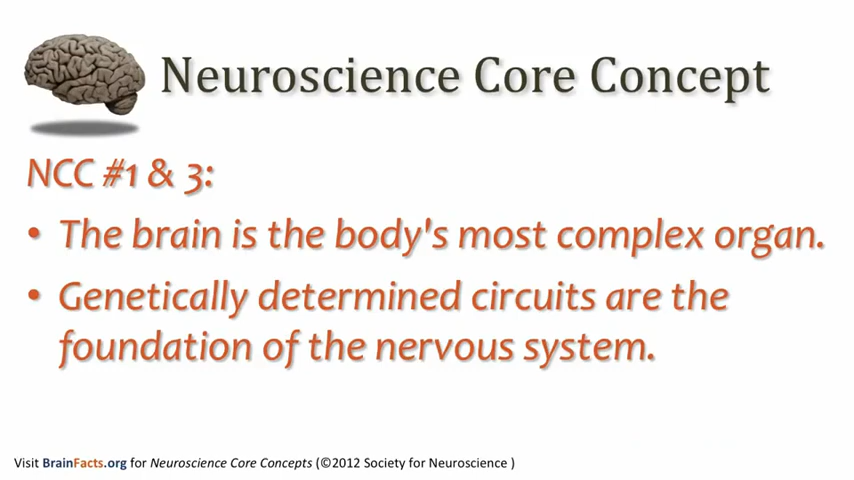 Neuroscience Core Concept
NCC #1 & 3:
• The brain is the body's most complex organ.
• Genetically determined circuits are the
foundation of the nervous system.
Visit BrainFacts.org for Neuroscience Core Concepts (©2012 Society for Neuroscience )